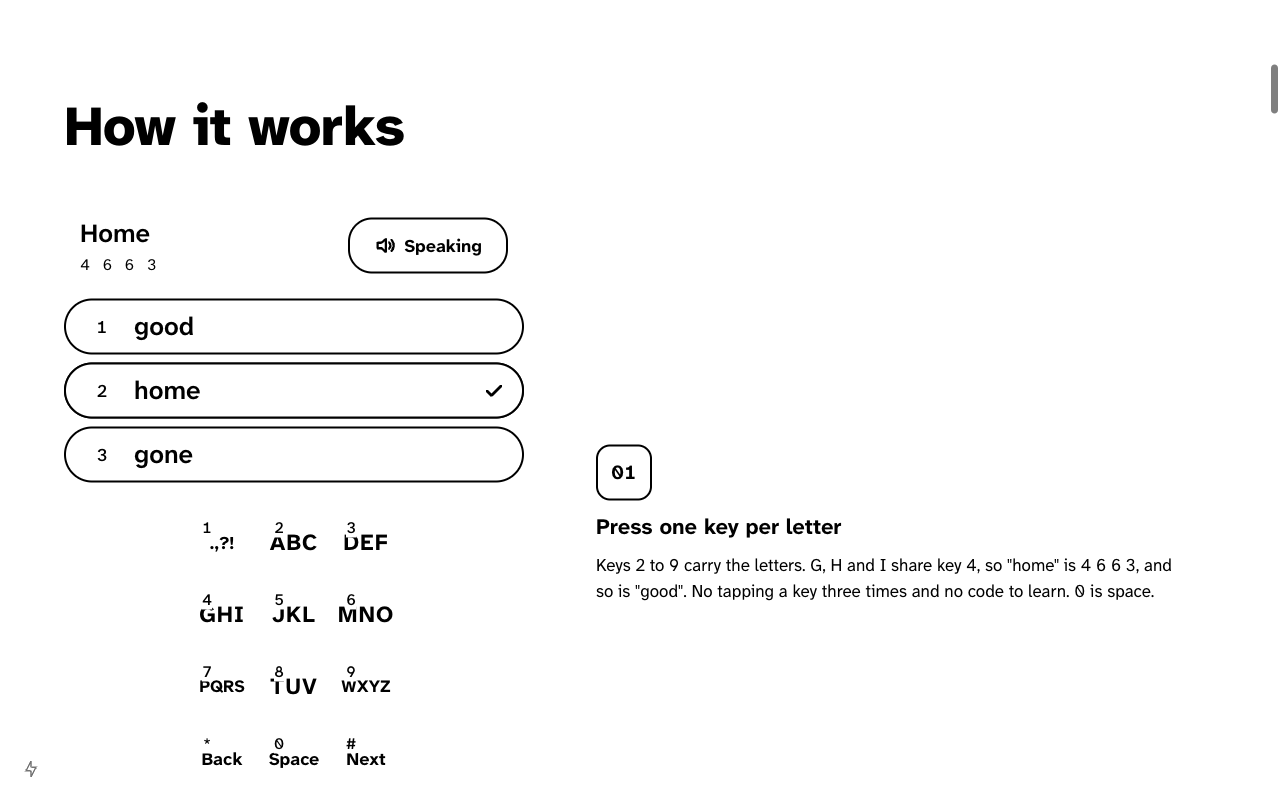 How it works
Home
4 6 6 3
Speaking
1 good
2 home
3 gone
1 2 3
.,?! ABC DEF
4 5 6
GHI JKL MNO
7 8 9
PQRS TUV WXYZ
* 0 #
Back Space Next
01
Press one key per letter
Keys 2 to 9 carry the letters. G, H and I share key 4, so "home" is 4 6 6 3, and
so is "good". No tapping a key three times and no code to learn. 0 is space.